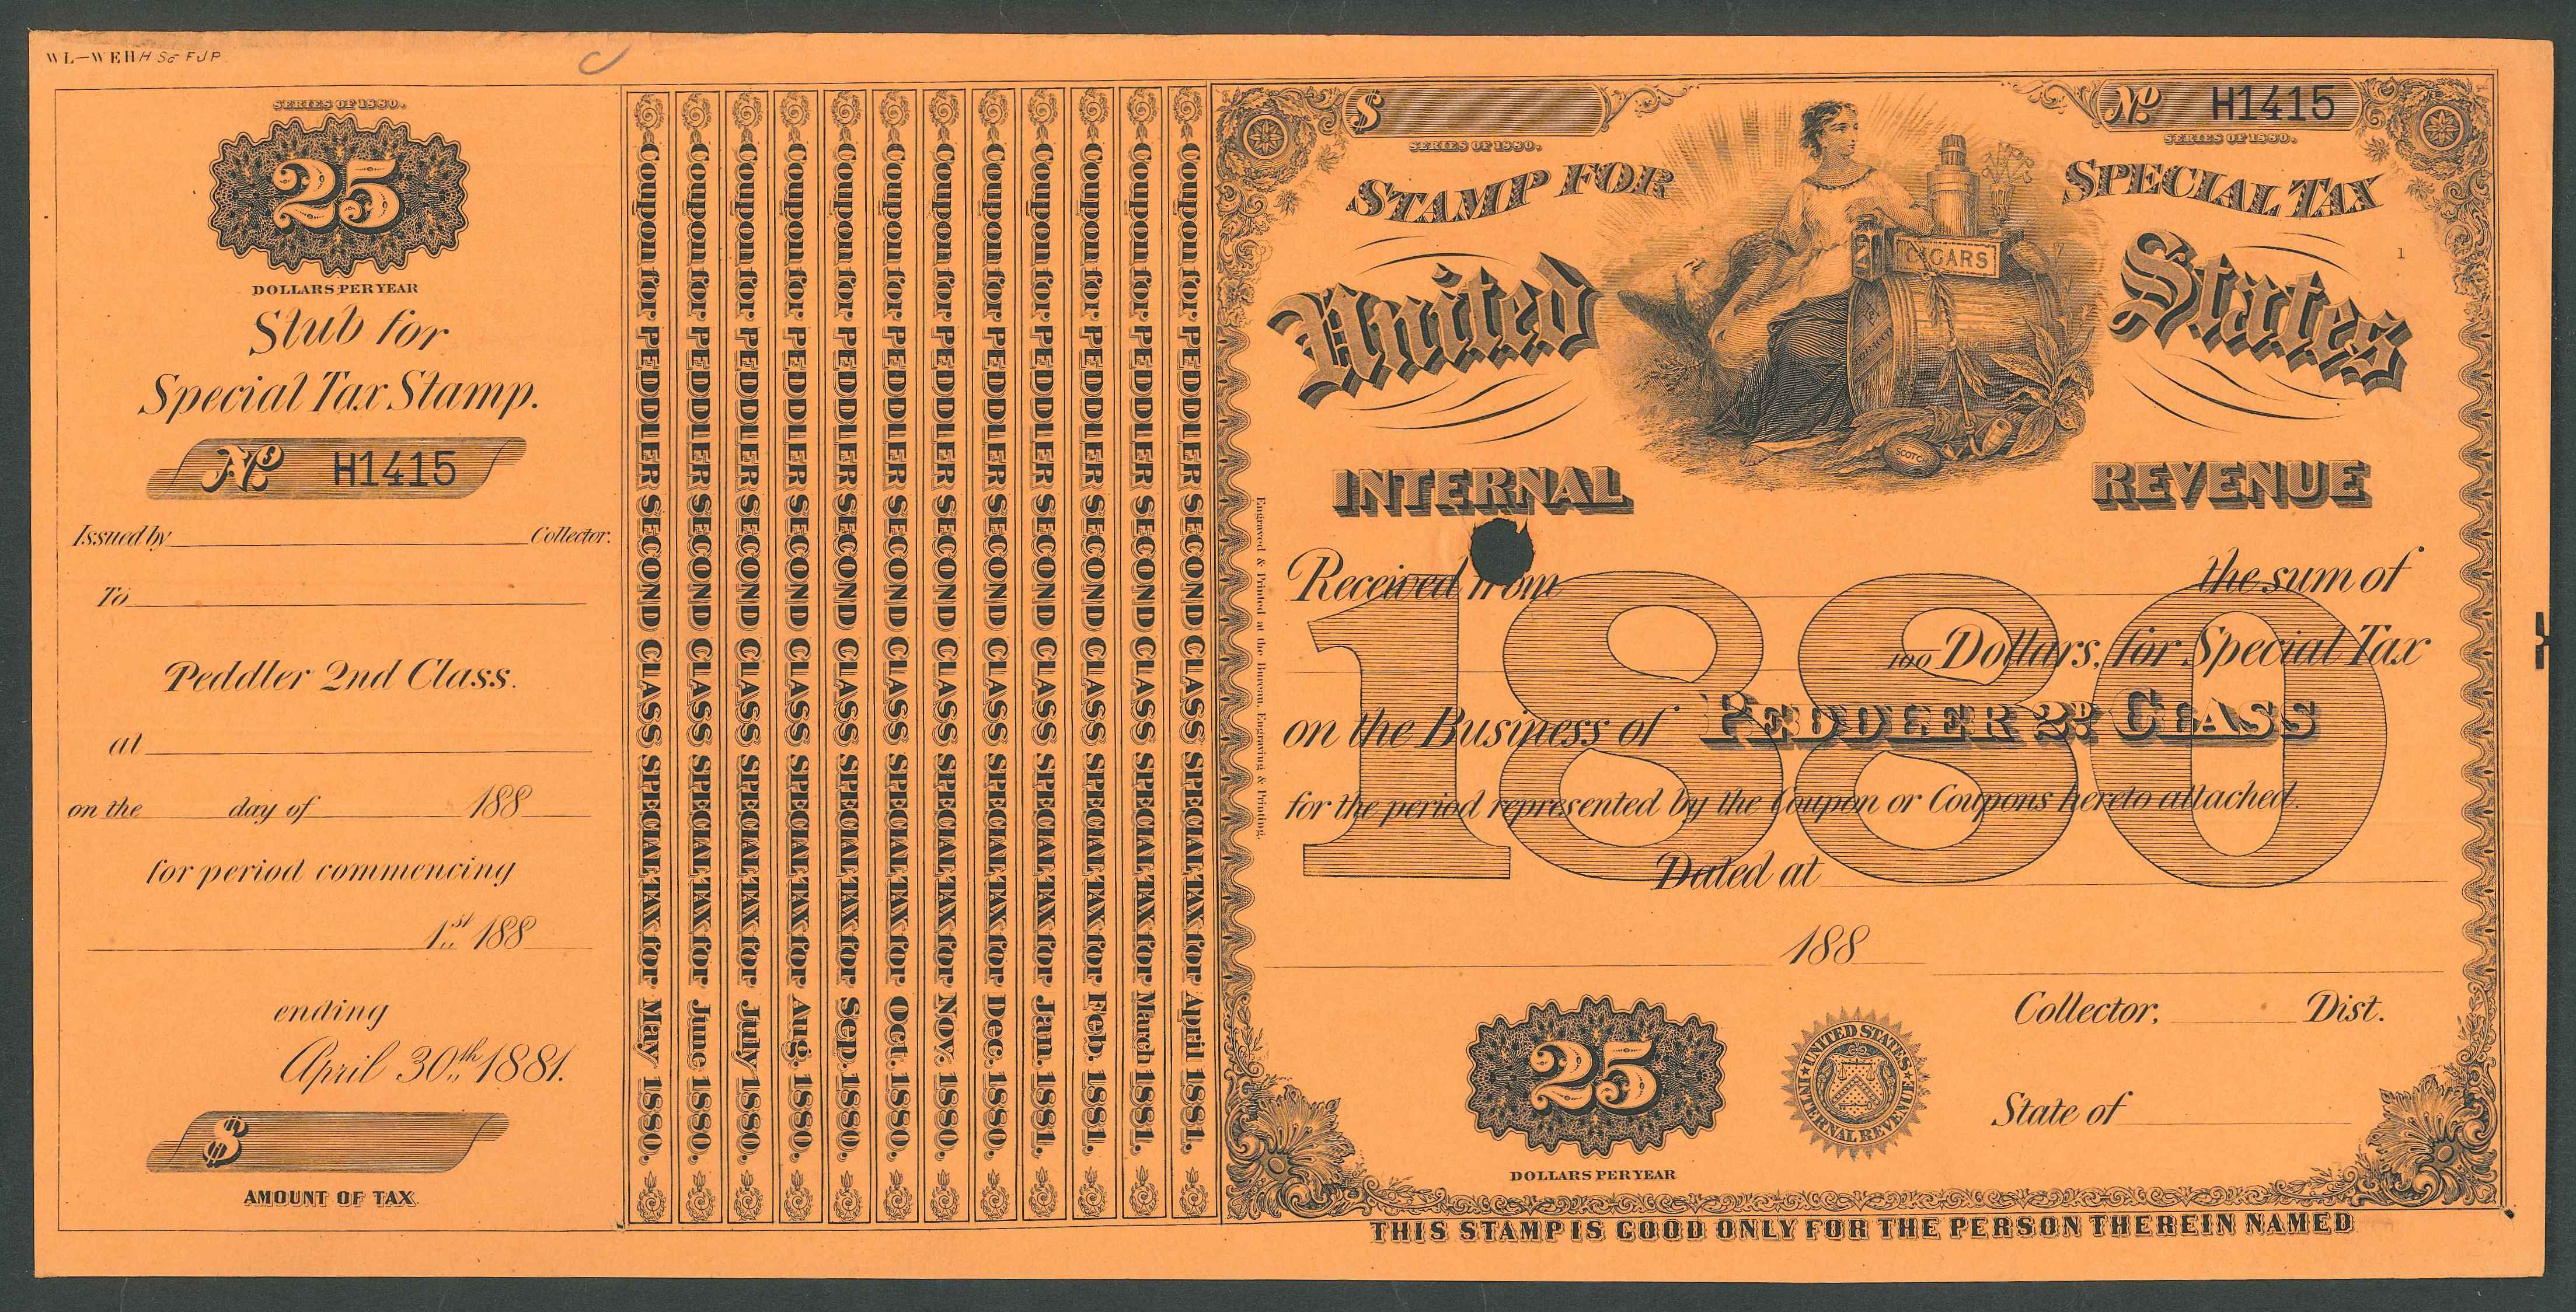 WL—WEH H SG FJP
SERIES OF 1880.
25
DOLLARS PER YEAR
Stub for
Special Tax Stamp.
No. H1415
Issued by Collector.
To
Peddler 2nd Class.
at
on the day of 188
for period commencing
1st 188
ending
April 30th 1881.
$
AMOUNT OF TAX.
Coupon for PEDDLER SECOND CLASS SPECIAL TAX for May 1880.
Coupon for PEDDLER SECOND CLASS SPECIAL TAX for June 1880.
Coupon for PEDDLER SECOND CLASS SPECIAL TAX for July 1880.
Coupon for PEDDLER SECOND CLASS SPECIAL TAX for Aug. 1880.
Coupon for PEDDLER SECOND CLASS SPECIAL TAX for Sep. 1880.
Coupon for PEDDLER SECOND CLASS SPECIAL TAX for Oct. 1880.
Coupon for PEDDLER SECOND CLASS SPECIAL TAX for Nov. 1880.
Coupon for PEDDLER SECOND CLASS SPECIAL TAX for Dec. 1880.
Coupon for PEDDLER SECOND CLASS SPECIAL TAX for Jan. 1881.
Coupon for PEDDLER SECOND CLASS SPECIAL TAX for Feb. 1881.
Coupon for PEDDLER SECOND CLASS SPECIAL TAX for March 1881.
Coupon for PEDDLER SECOND CLASS SPECIAL TAX for April 1881.
Engraved & Printed at the Bureau, Engraving & Printing.
$
SERIES OF 1880.
No. H1415
SERIES OF 1880.
STAMP FOR SPECIAL TAX
1
United States
CIGARS
TOBACCO
SCOTCH
INTERNAL REVENUE
1880
Received from the sum of
100 Dollars, for Special Tax
on the Business of PEDDLER 2D. CLASS
for the period represented by the Coupon or Coupons hereto attached.
Dated at
188
Collector, Dist.
State of
25
DOLLARS PER YEAR
UNITED STATES INTERNAL REVENUE
THIS STAMP IS GOOD ONLY FOR THE PERSON THEREIN NAMED